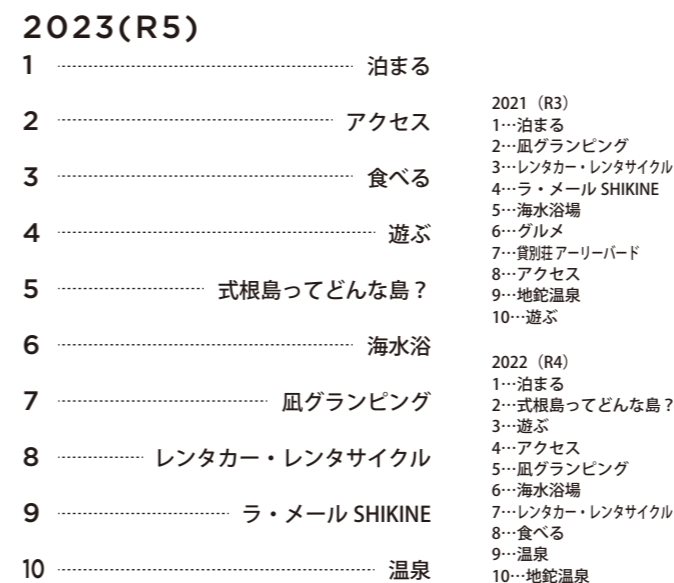 2023(R5)
1 泊まる
2 アクセス
3 食べる
4 遊ぶ
5 式根島ってどんな島？
6 海水浴
7 凪グランピング
8 レンタカー・レンタサイクル
9 ラ・メール SHIKINE
10 温泉
2021（R3）
1…泊まる
2…凪グランピング
3…レンタカー・レンタサイクル
4…ラ・メール SHIKINE
5…海水浴場
6…グルメ
7…貸別荘アーリーバード
8…アクセス
9…地鉈温泉
10…遊ぶ
2022（R4）
1…泊まる
2…式根島ってどんな島？
3…遊ぶ
4…アクセス
5…凪グランピング
6…海水浴場
7…レンタカー・レンタサイクル
8…食べる
9…温泉
10…地鉈温泉